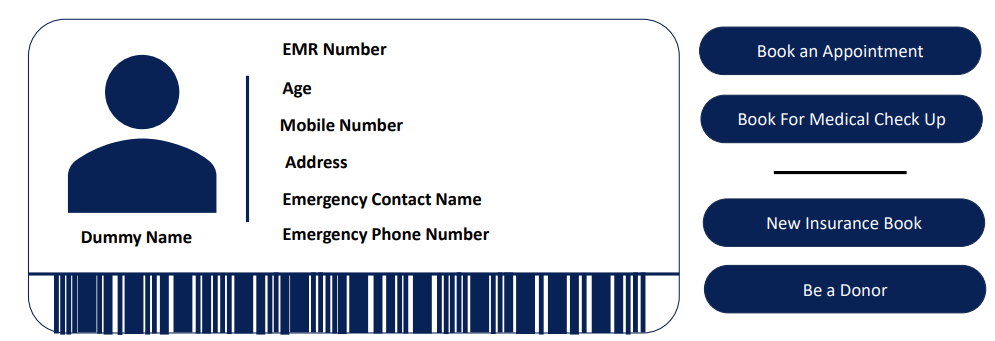 EMR Number
Age
Mobile Number
Address
Emergency Contact Name
Emergency Phone Number
Dummy Name
Book an Appointment
Book For Medical Check Up
New Insurance Book
Be a Donor